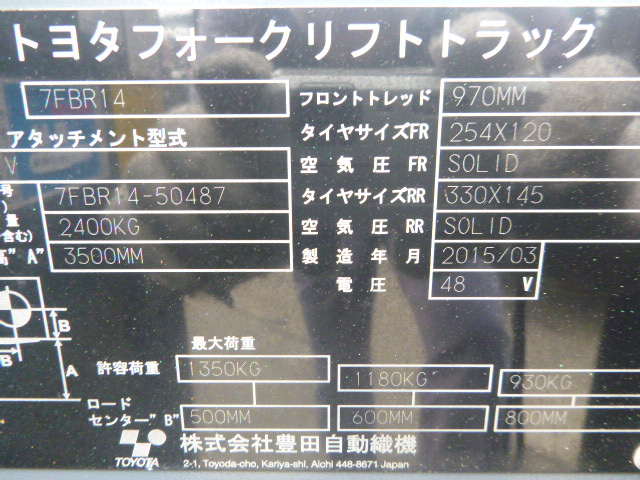 トヨタフォークリフトトラック
7FBR14 フロントトレッド 970MM
アタッチメント型式 タイヤサイズFR 254X120
V 空気圧FR SOLID
号 7FBR14-50487 タイヤサイズRR 330X145
量 2400KG 空気圧RR SOLID
含む)
高"A" 3500MM 製造年月 2015/03
電圧 48 V
B
B"
A
最大荷重
許容荷重 1350KG 1180KG 930KG
ロード
センター"B" 500MM 600MM 800MM
TOYOTA 株式会社豊田自動織機
2-1, Toyoda-cho, Kariya-shi, Aichi 448-8671 Japan